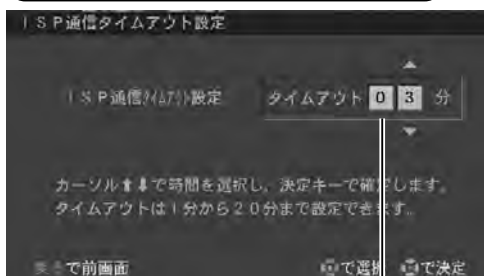 ISP通信タイムアウト設定
ISP通信ﾀｲﾑｱｳﾄ設定 タイムアウト 0 3 分
カーソル⬆⬇で時間を選択し、決定キーで確定します。
タイムアウトは1分から20分まで設定できます。
で前画面 で選択 で決定